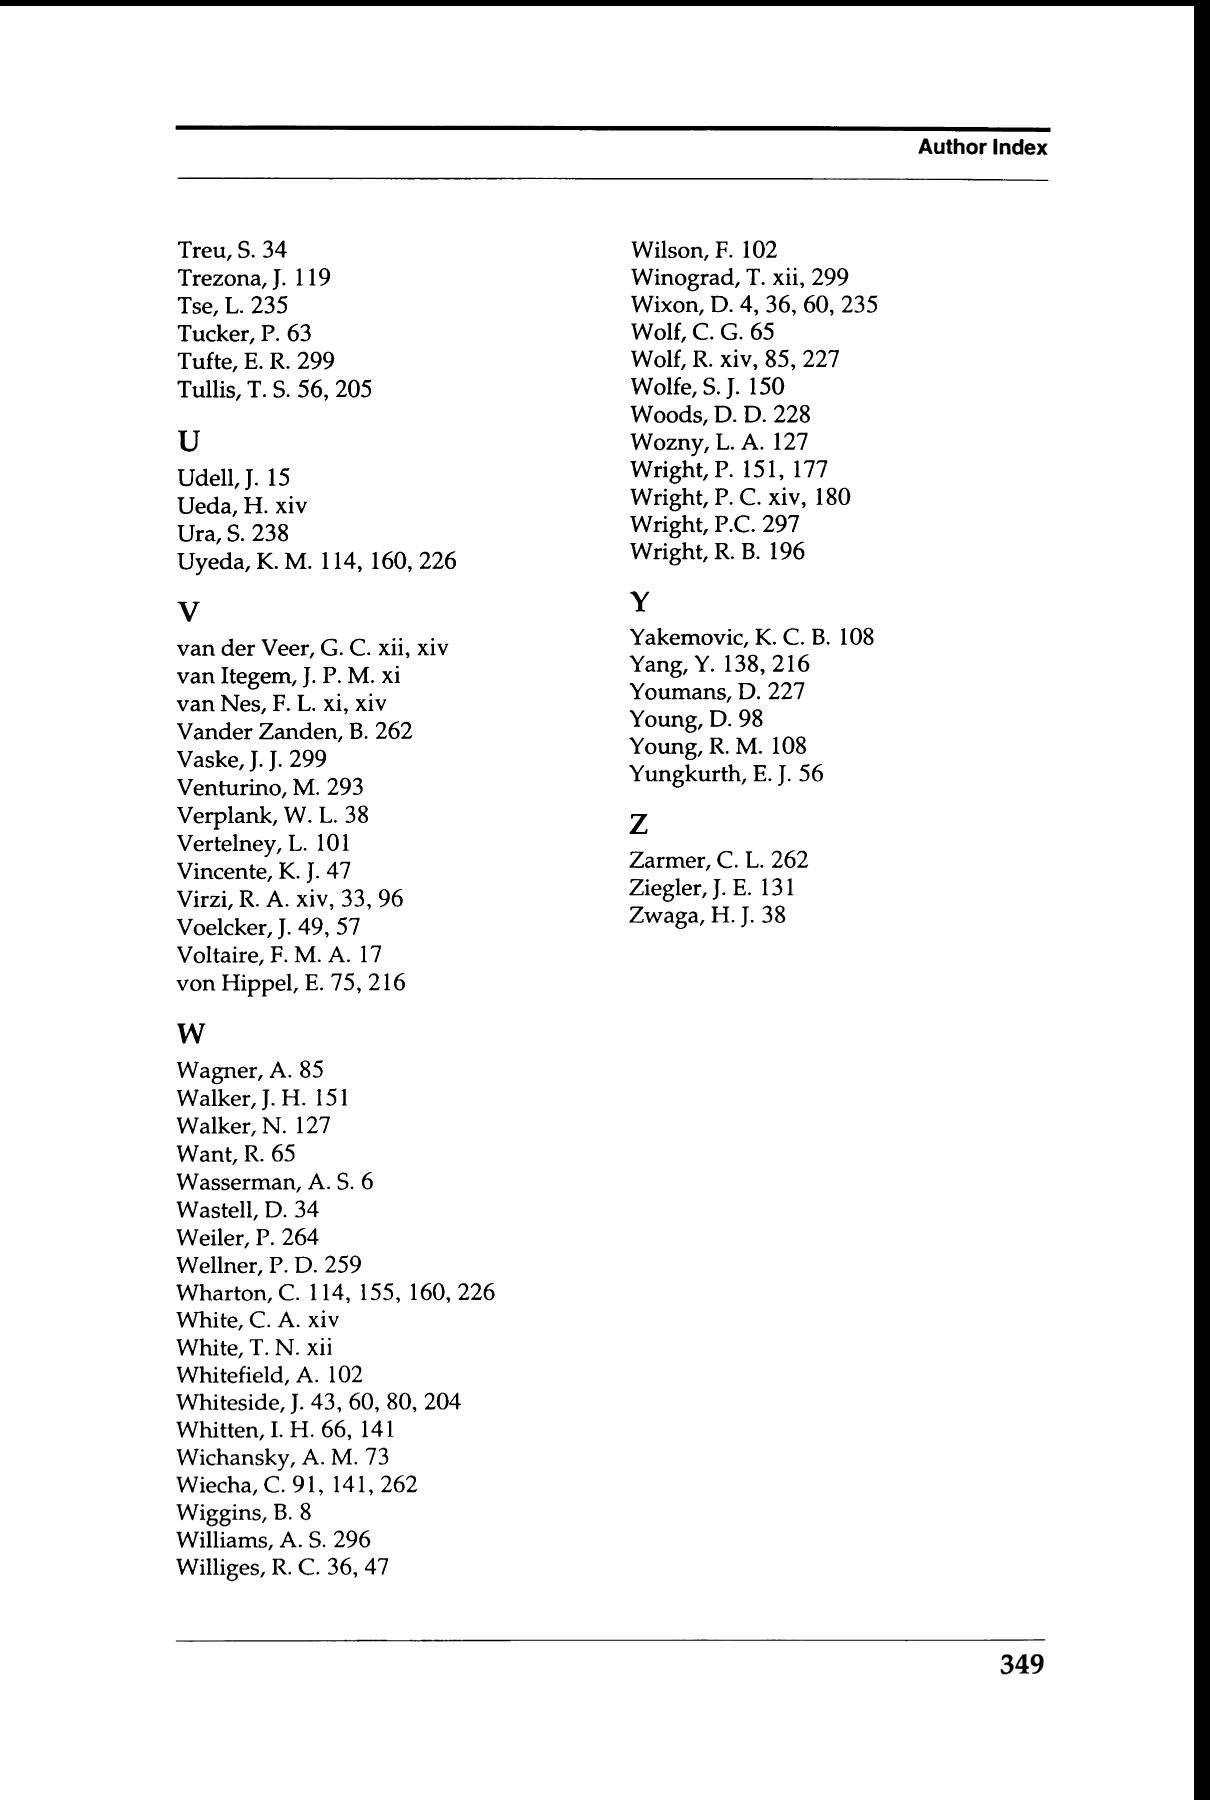 Author Index
Treu, S. 34
Trezona, J. 119
Tse, L. 235
Tucker, P. 63
Tufte, E. R. 299
Tullis, T. S. 56, 205
U
Udell, J. 15
Ueda, H. xiv
Ura, S. 238
Uyeda, K. M. 114, 160, 226
V
van der Veer, G. C. xii, xiv
van Itegem, J. P. M. xi
van Nes, F. L. xi, xiv
Vander Zanden, B. 262
Vaske, J. J. 299
Venturino, M. 293
Verplank, W. L. 38
Vertelney, L. 101
Vincente, K. J. 47
Virzi, R. A. xiv, 33, 96
Voelcker, J. 49, 57
Voltaire, F. M. A. 17
von Hippel, E. 75, 216
W
Wagner, A. 85
Walker, J. H. 151
Walker, N. 127
Want, R. 65
Wasserman, A. S. 6
Wastell, D. 34
Weiler, P. 264
Wellner, P. D. 259
Wharton, C. 114, 155, 160, 226
White, C. A. xiv
White, T. N. xii
Whitefield, A. 102
Whiteside, J. 43, 60, 80, 204
Whitten, I. H. 66, 141
Wichansky, A. M. 73
Wiecha, C. 91, 141, 262
Wiggins, B. 8
Williams, A. S. 296
Williges, R. C. 36, 47
Wilson, F. 102
Winograd, T. xii, 299
Wixon, D. 4, 36, 60, 235
Wolf, C. G. 65
Wolf, R. xiv, 85, 227
Wolfe, S. J. 150
Woods, D. D. 228
Wozny, L. A. 127
Wright, P. 151, 177
Wright, P. C. xiv, 180
Wright, P.C. 297
Wright, R. B. 196
Y
Yakemovic, K. C. B. 108
Yang, Y. 138, 216
Youmans, D. 227
Young, D. 98
Young, R. M. 108
Yungkurth, E. J. 56
Z
Zarmer, C. L. 262
Ziegler, J. E. 131
Zwaga, H. J. 38
349